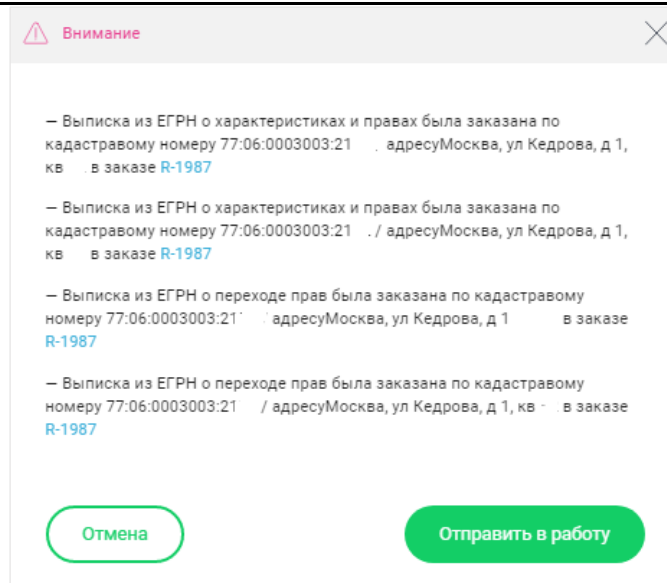 Внимание
— Выписка из ЕГРН о характеристиках и правах была заказана по
кадастравому номеру 77:06:0003003:21 адресуМосква, ул Кедрова, д 1,
кв в заказе R-1987
— Выписка из ЕГРН о характеристиках и правах была заказана по
кадастравому номеру 77:06:0003003:21 / адресуМосква, ул Кедрова, д 1,
кв в заказе R-1987
— Выписка из ЕГРН о переходе прав была заказана по кадастравому
номеру 77:06:0003003:21 адресуМосква, ул Кедрова, д 1 в заказе
R-1987
— Выписка из ЕГРН о переходе прав была заказана по кадастравому
номеру 77:06:0003003:21 / адресуМосква, ул Кедрова, д 1, кв в заказе
R-1987
Отмена
Отправить в работу